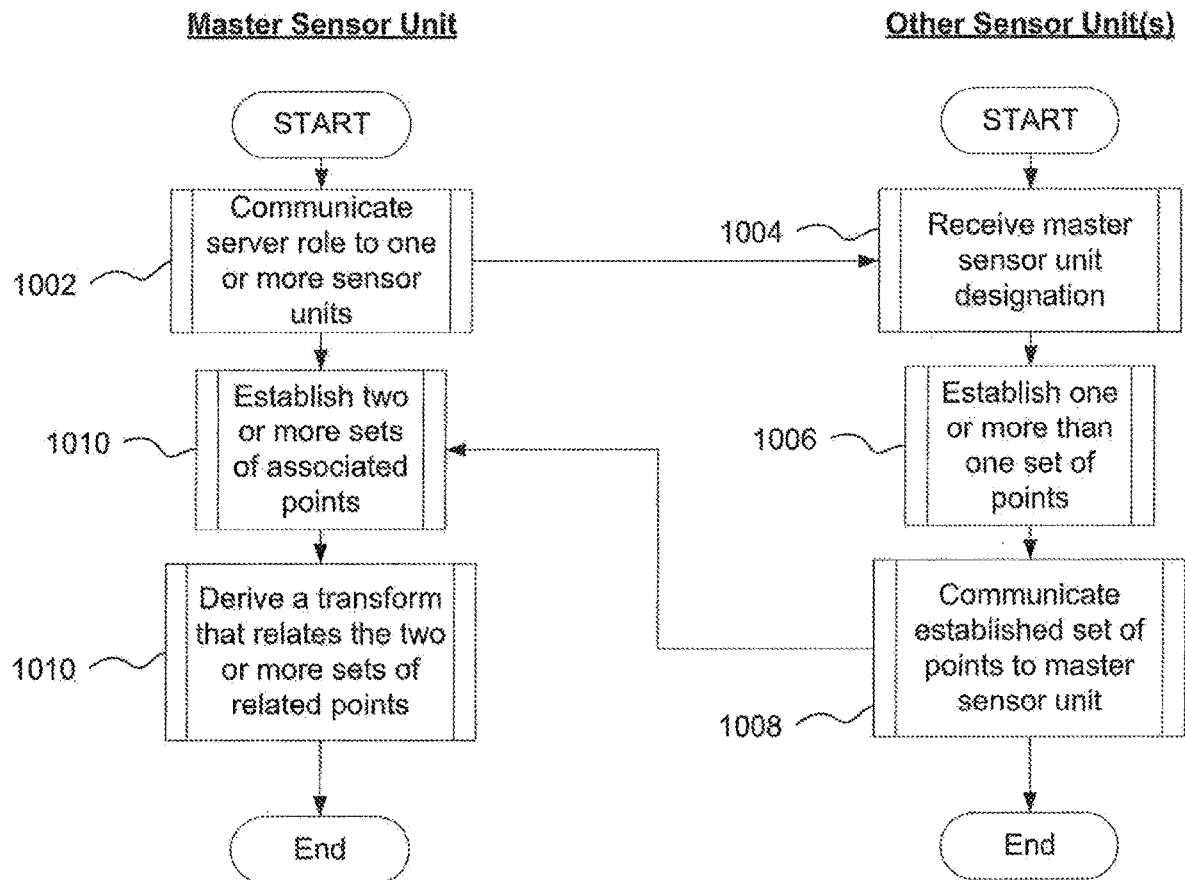 Master Sensor Unit
START
Communicate
server role to one
or more sensor
units
1002
Establish two
or more sets
of associated
points
1010
Derive a transform
that relates the two
or more sets of
related points
1010
End
Other Sensor Unit(s)
START
1004
Receive master
sensor unit
designation
Establish one
or more than
one set of
points
1006
Communicate
established set of
points to master
sensor unit
1008
End